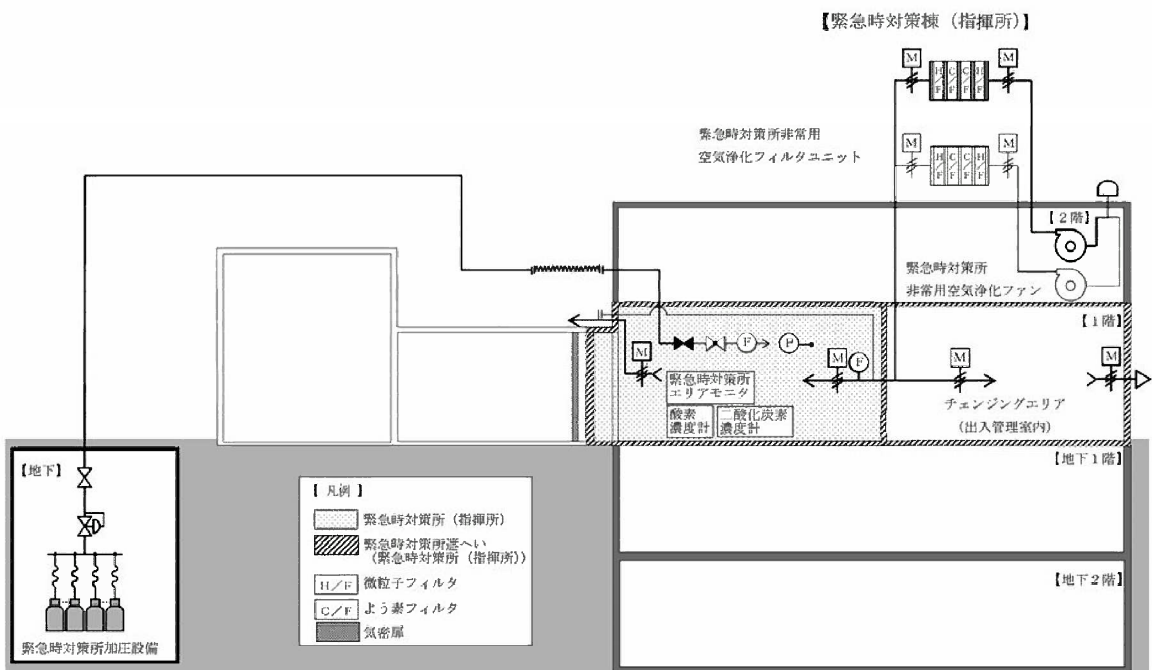 【緊急時対策棟（指揮所）】
M
M
H/F
C/F
C/F
H/F
緊急時対策所非常用
空気浄化フィルタユニット
M
M
H/F
C/F
C/F
H/F
【2階】
緊急時対策所
非常用空気浄化ファン
【1階】
M
F
P
M
F
M
M
緊急時対策所
エリアモニタ
酸素
濃度計
二酸化炭素
濃度計
チェンジングエリア
（出入管理室内）
【地下1階】
【地下2階】
【地下】
緊急時対策所加圧設備
【 凡例 】
緊急時対策所（指揮所）
緊急時対策所遮へい
（緊急時対策所（指揮所））
H/F
微粒子フィルタ
C/F
よう素フィルタ
気密扉